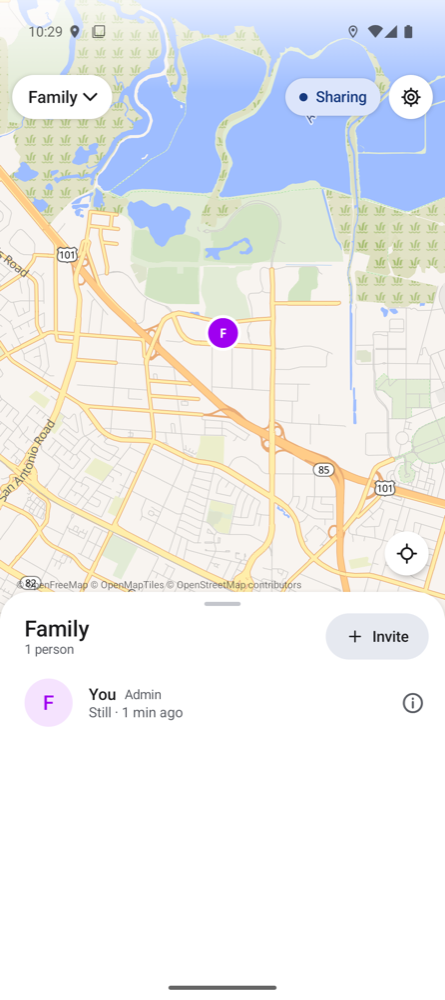 10:29
Family
Sharing
101
s Road
F
San Antonio Road
85
101
82
OpenFreeMap © OpenMapTiles © OpenStreetMap contributors
Family
1 person
+ Invite
F
You Admin
Still · 1 min ago